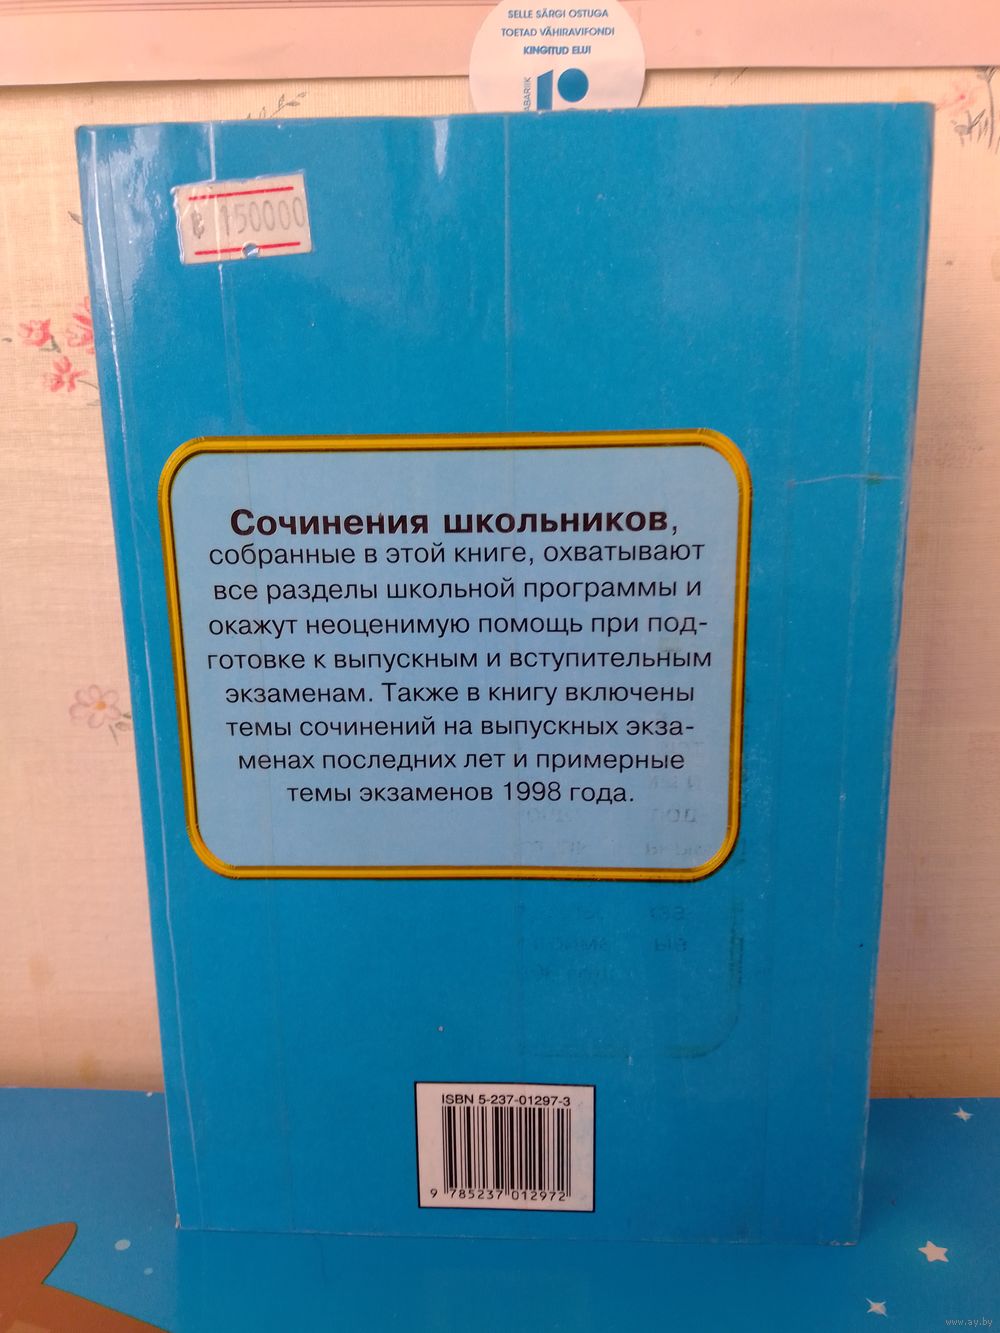 SELLE SÄRGI OSTUGA
TOETAD VÄHIRAVIFONDI
KINGITUD ELU!
10
150000
Сочинения школьников,
собранные в этой книге, охватывают
все разделы школьной программы и
окажут неоценимую помощь при под-
готовке к выпускным и вступительным
экзаменам. Также в книгу включены
темы сочинений на выпускных экза-
менах последних лет и примерные
темы экзаменов 1998 года.
ISBN 5-237-01297-3
9 785237 012972
www.ay.by